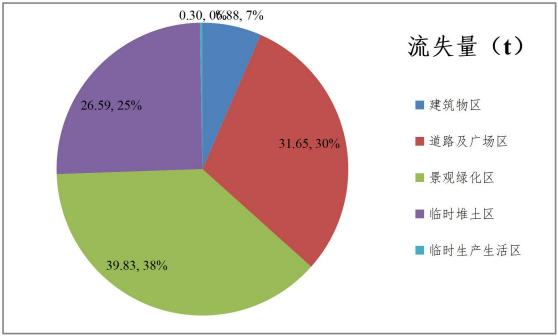 流失量（t）
0.30, 0%
7%
31.65, 30%
26.59, 25%
39.83, 38%
建筑物区
道路及广场区
景观绿化区
临时堆土区
临时生产生活区